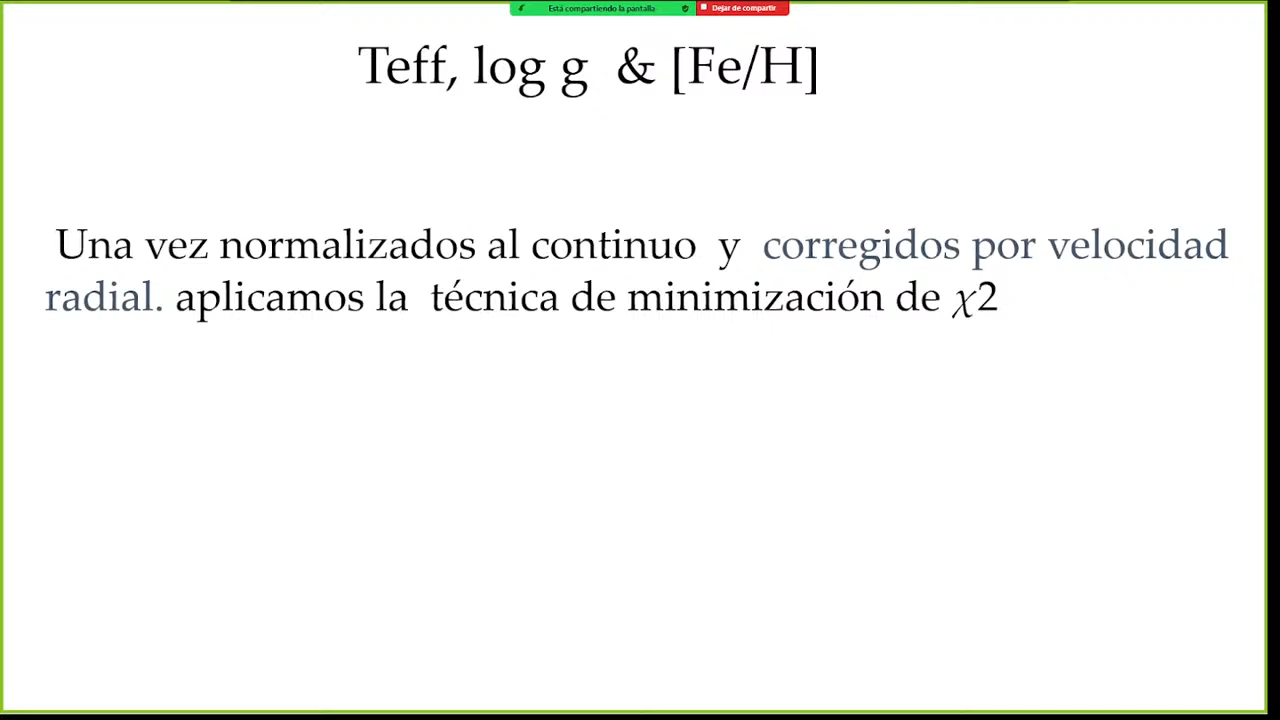 Está compartiendo la pantalla Dejar de compartir
Teff, log g & [Fe/H]
Una vez normalizados al continuo y corregidos por velocidad
radial. aplicamos la técnica de minimización de χ2